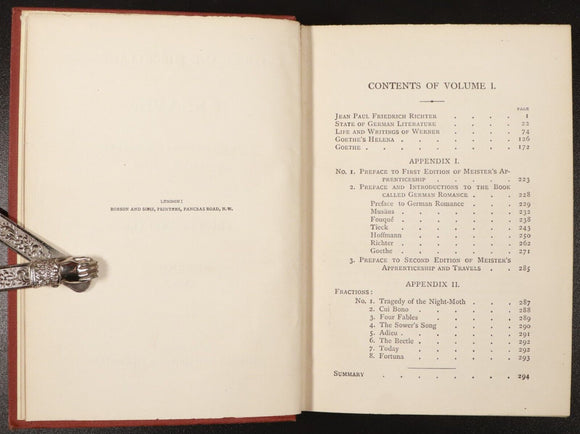 LONDON:
ROBSON AND SONS, PRINTERS, PANCRAS ROAD, N.W.
CONTENTS OF VOLUME I.
PAGE
JEAN PAUL FRIEDRICH RICHTER . . . . 1
STATE OF GERMAN LITERATURE . . . . 22
LIFE AND WRITINGS OF WERNER . . . . 74
GOETHE'S HELENA . . . . . . 126
GOETHE . . . . . . . . 172
APPENDIX I.
No. 1. PREFACE TO FIRST EDITION OF MEISTER'S AP-
PRENTICESHIP . . . . . . 223
2. PREFACE AND INTRODUCTIONS TO THE BOOK
CALLED GERMAN ROMANCE . . . . 228
Preface to German Romance . . . . 229
Musäus . . . . . . 231
Fouqué . . . . . . 238
Tieck . . . . . . 243
Hoffmann . . . . . . 250
Richter . . . . . . 262
Goethe . . . . . . 271
3. PREFACE TO SECOND EDITION OF MEISTER'S
APPRENTICESHIP AND TRAVELS . . . . 285
APPENDIX II.
FRACTIONS:
No. 1. Tragedy of the Night-Moth . . . . 287
2. Cui Bono . . . . . . 288
3. Four Fables . . . . . . 289
4. The Sower's Song . . . . . 290
5. Adieu . . . . . . . 291
6. The Beetle . . . . . . 292
7. Today . . . . . . . 292
8. Fortuna . . . . . . 293
SUMMARY . . . . . . . 294